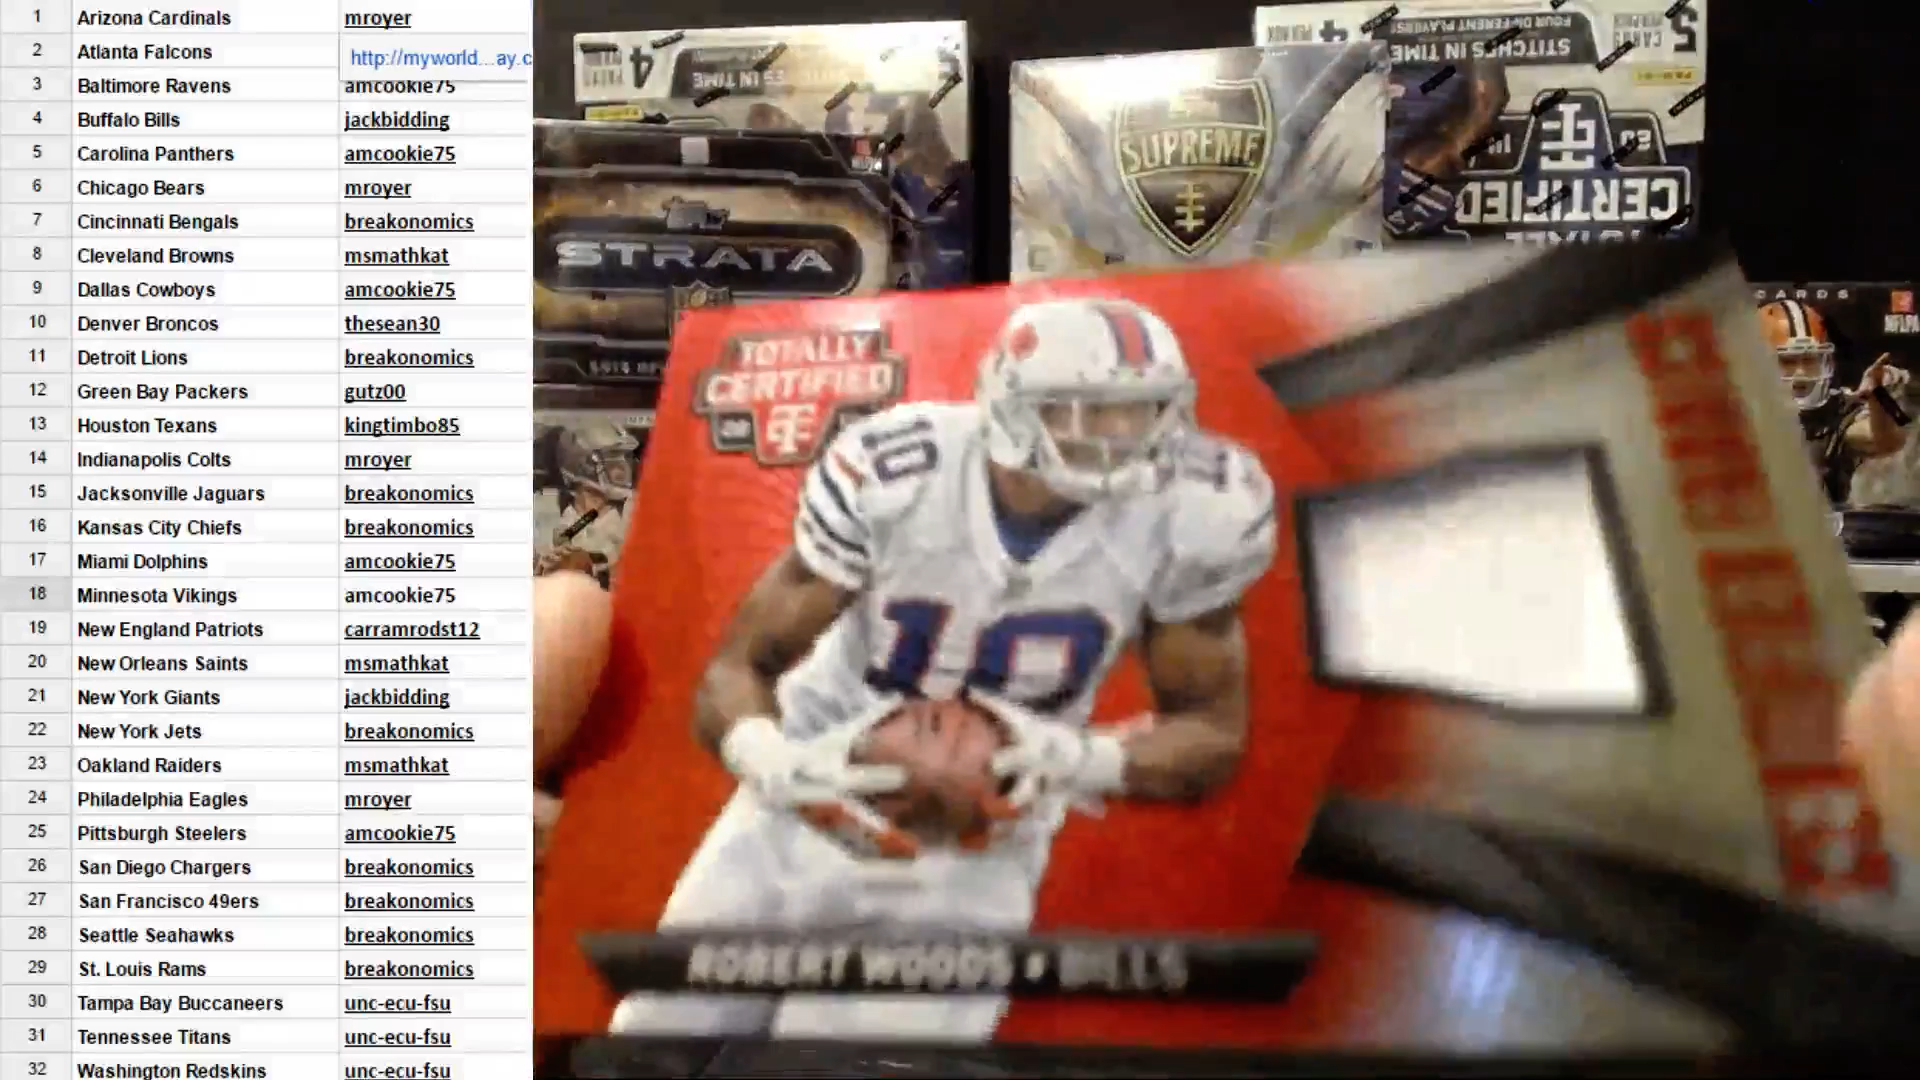 1 Arizona Cardinals mroyer
2 Atlanta Falcons http://myworld...ay.c
3 Baltimore Ravens amcookie75
4 Buffalo Bills jackbidding
5 Carolina Panthers amcookie75
6 Chicago Bears mroyer
7 Cincinnati Bengals breakonomics
8 Cleveland Browns msmathkat
9 Dallas Cowboys amcookie75
10 Denver Broncos thesean30
11 Detroit Lions breakonomics
12 Green Bay Packers gutz00
13 Houston Texans kingtimbo85
14 Indianapolis Colts mroyer
15 Jacksonville Jaguars breakonomics
16 Kansas City Chiefs breakonomics
17 Miami Dolphins amcookie75
18 Minnesota Vikings amcookie75
19 New England Patriots carramrodst12
20 New Orleans Saints msmathkat
21 New York Giants jackbidding
22 New York Jets breakonomics
23 Oakland Raiders msmathkat
24 Philadelphia Eagles mroyer
25 Pittsburgh Steelers amcookie75
26 San Diego Chargers breakonomics
27 San Francisco 49ers breakonomics
28 Seattle Seahawks breakonomics
29 St. Louis Rams breakonomics
30 Tampa Bay Buccaneers unc-ecu-fsu
31 Tennessee Titans unc-ecu-fsu
32 Washington Redskins unc-ecu-fsu
4
STITCHES IN TIME
FOUR DIFFERENT PLAYERS
5 CARDS
CERTIFIED
SUPREME
STRATA
CARDS
TOTALLY
CERTIFIED
10
10
ROBERT WOODS • BILLS